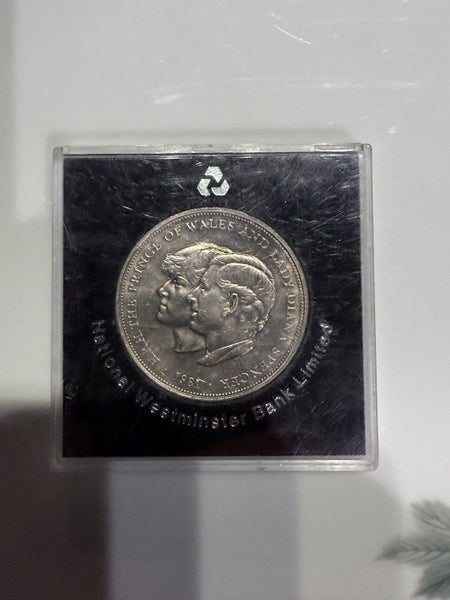 H.R.H. THE PRINCE OF WALES AND LADY DIANA SPENCER
1981
National Westminster Bank Limited